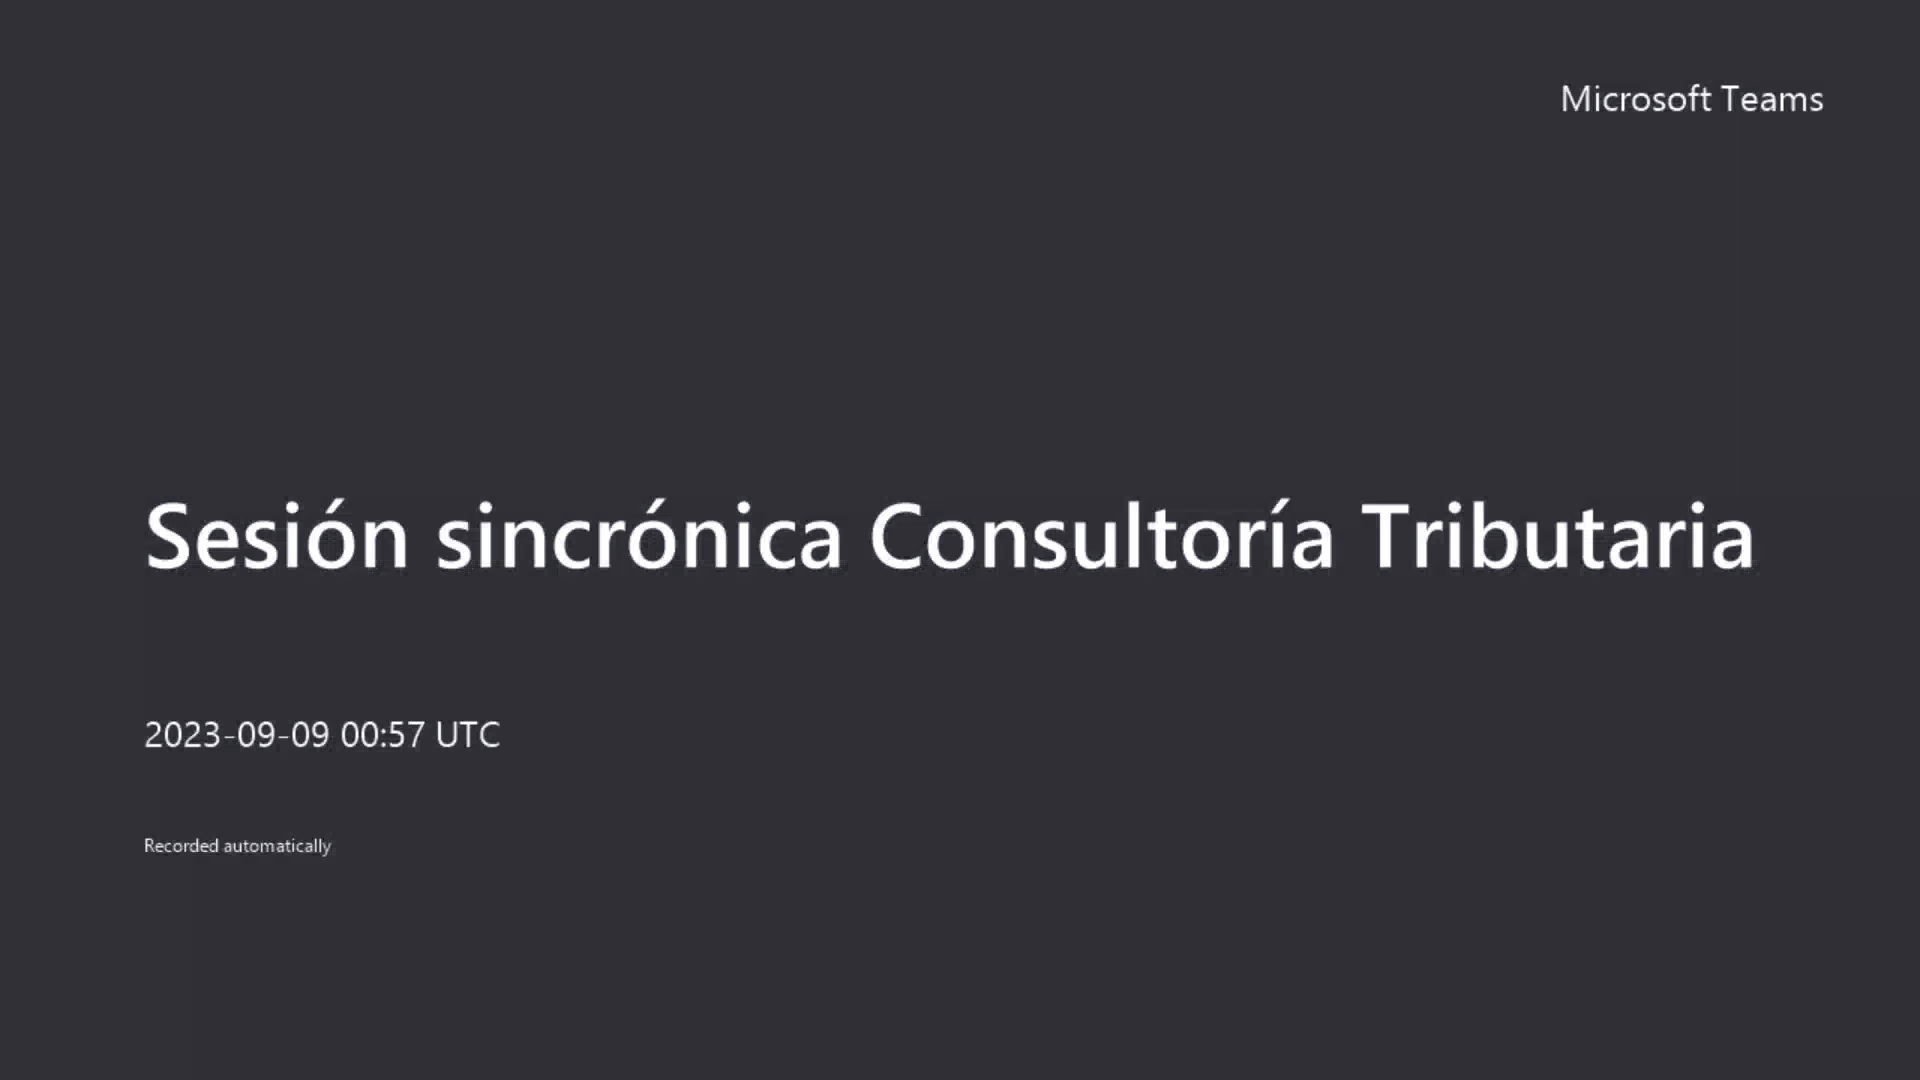 Microsoft Teams
Sesión sincrónica Consultoría Tributaria
2023-09-09 00:57 UTC
Recorded automatically